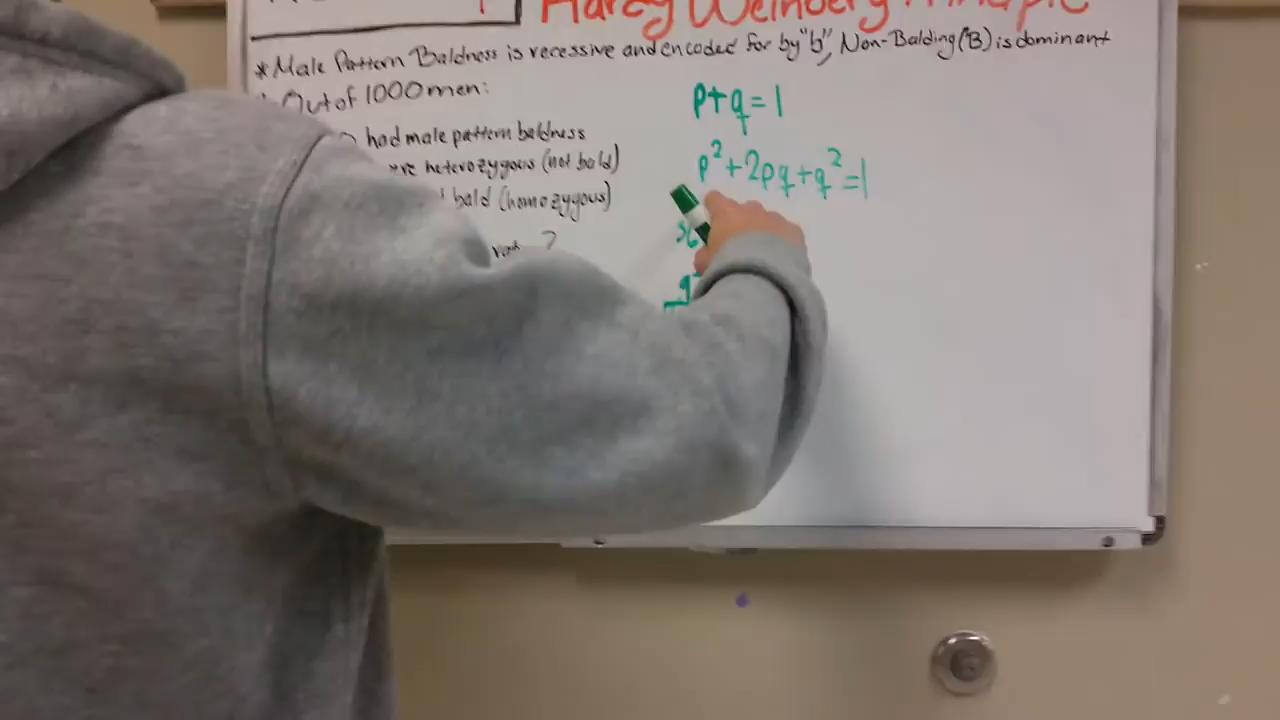 Hardy Weinberg Principle
* Male Pattern Baldness is recessive and encoded for by "b", Non-Balding (B) is dominant
Out of 1000 men:
had male pattern baldness
heterozygous (not bald)
bald (homozygous)
?
p+q=1
p²+2pq+q²=1